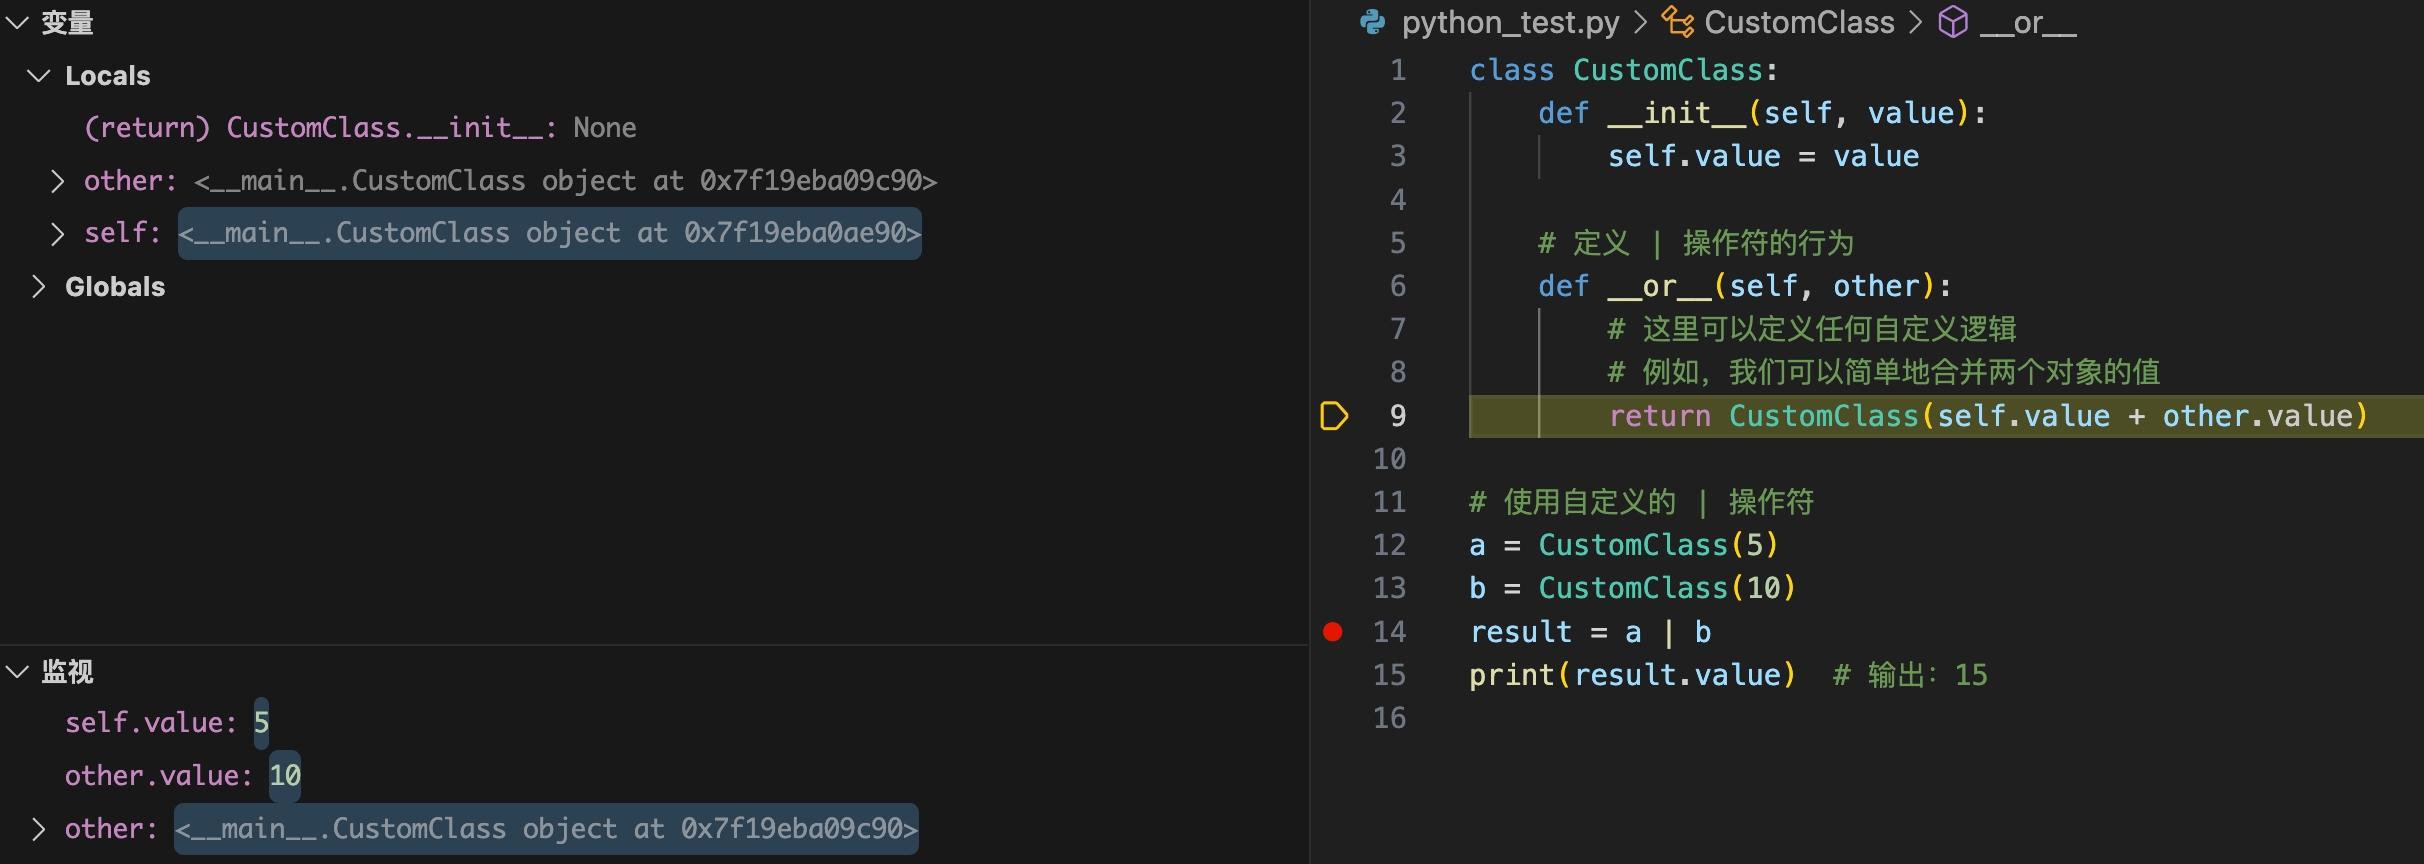 变量
Locals
(return) CustomClass.__init__: None
other: <__main__.CustomClass object at 0x7f19eba09c90>
self: <__main__.CustomClass object at 0x7f19eba0ae90>
Globals
监视
self.value: 5
other.value: 10
other: <__main__.CustomClass object at 0x7f19eba09c90>
python_test.py > CustomClass > __or__
1 class CustomClass:
2     def __init__(self, value):
3         self.value = value
4
5     # 定义 | 操作符的行为
6     def __or__(self, other):
7         # 这里可以定义任何自定义逻辑
8         # 例如，我们可以简单地合并两个对象的值
9         return CustomClass(self.value + other.value)
10
11 # 使用自定义的 | 操作符
12 a = CustomClass(5)
13 b = CustomClass(10)
14 result = a | b
15 print(result.value)  # 输出：15
16